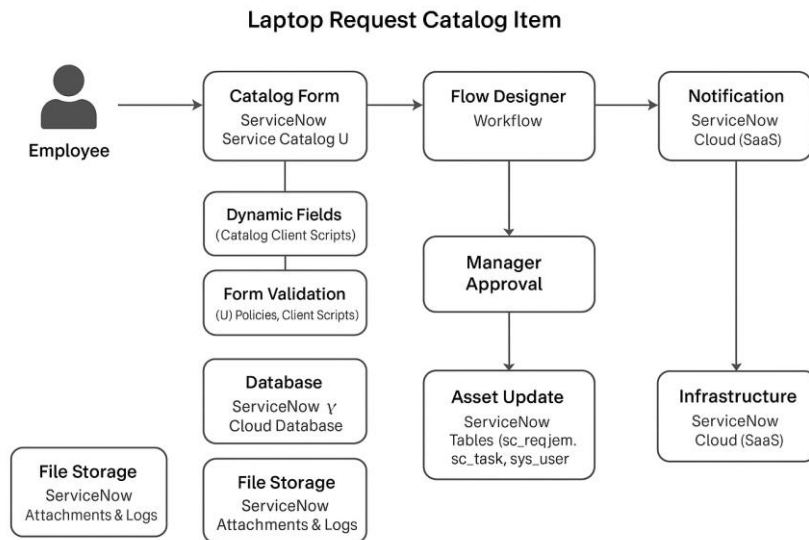 Laptop Request Catalog Item
Employee
Catalog Form
ServiceNow
Service Catalog U
Flow Designer
Workflow
Notification
ServiceNow
Cloud (SaaS)
Dynamic Fields
(Catalog Client Scripts)
Form Validation
(U) Policies, Client Scripts)
Manager
Approval
Database
ServiceNow Y
Cloud Database
Asset Update
ServiceNow
Tables (sc_reqjem.
sc_task, sys_user
Infrastructure
ServiceNow
Cloud (SaaS)
File Storage
ServiceNow
Attachments & Logs
File Storage
ServiceNow
Attachments & Logs